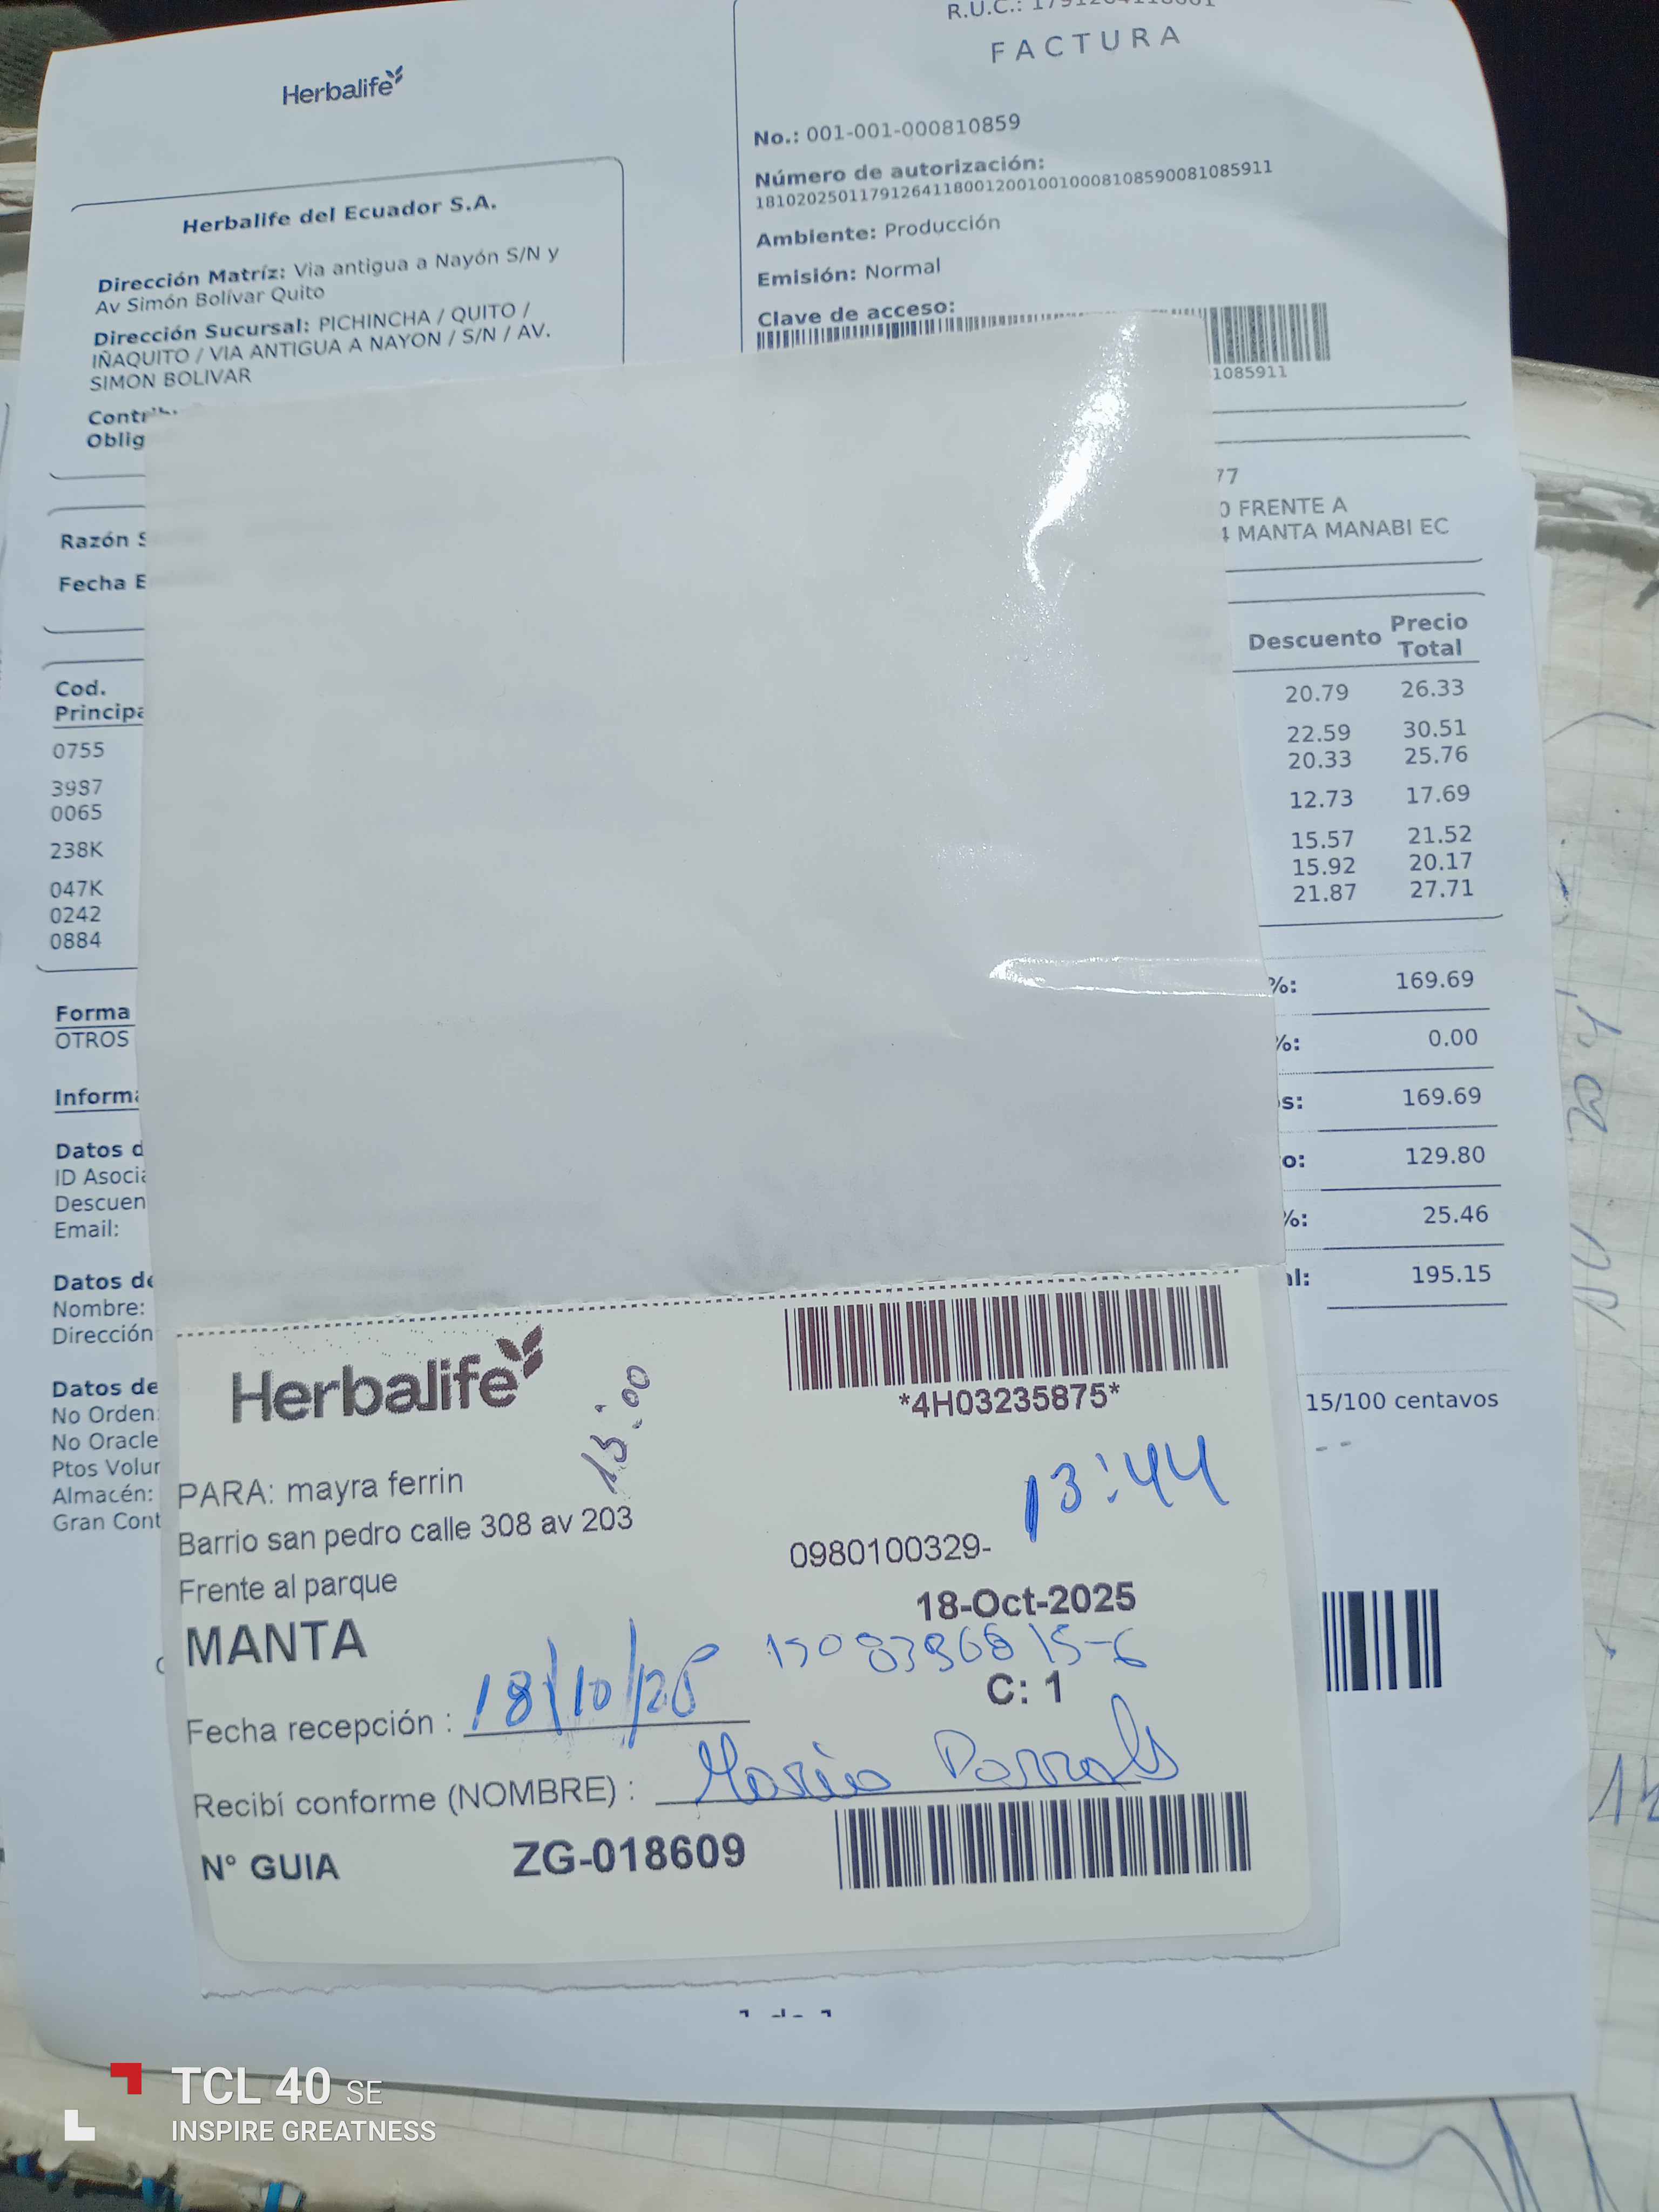 FACTURA
Herbalife
No.: 001-001-000810859
Número de autorización:
Herbalife del Ecuador S.A.
Ambiente: Producción
Dirección Matríz: Via antigua a Nayón S/N y
Av Simón Bolívar Quito
Emisión: Normal
Dirección Sucursal: PICHINCHA / QUITO /
IÑAQUITO / VIA ANTIGUA A NAYON / S/N / AV.
SIMON BOLIVAR
Clave de acceso:
1085911
Oblig
77
0 FRENTE A
MANTA MANABI EC
Razón S
Fecha E
Cod.
Principa
Descuento
Precio
Total
0755
20.79 26.33
3987
22.59 30.51
0065
20.33 25.76
238K
12.73 17.69
047K
15.57 21.52
0242
15.92 20.17
0884
21.87 27.71
%: 169.69
Forma
OTROS
%: 0.00
Informa
s: 169.69
Datos d
ID Asocia
Descuen
Email:
o: 129.80
%: 25.46
al: 195.15
Datos de
Nombre:
Dirección
Datos de
No Orden:
No Oracle
Ptos Volum
Almacén:
Gran Cont
15/100 centavos
Herbalife
*4H03235875*
PARA: mayra ferrin
13:44
Barrio san pedro calle 308 av 203
0980100329-
Frente al parque
18-Oct-2025
MANTA
C: 1
Fecha recepción : 18/10/25
Recibí conforme (NOMBRE) :
N° GUIA ZG-018609
TCL 40 SE
INSPIRE GREATNESS